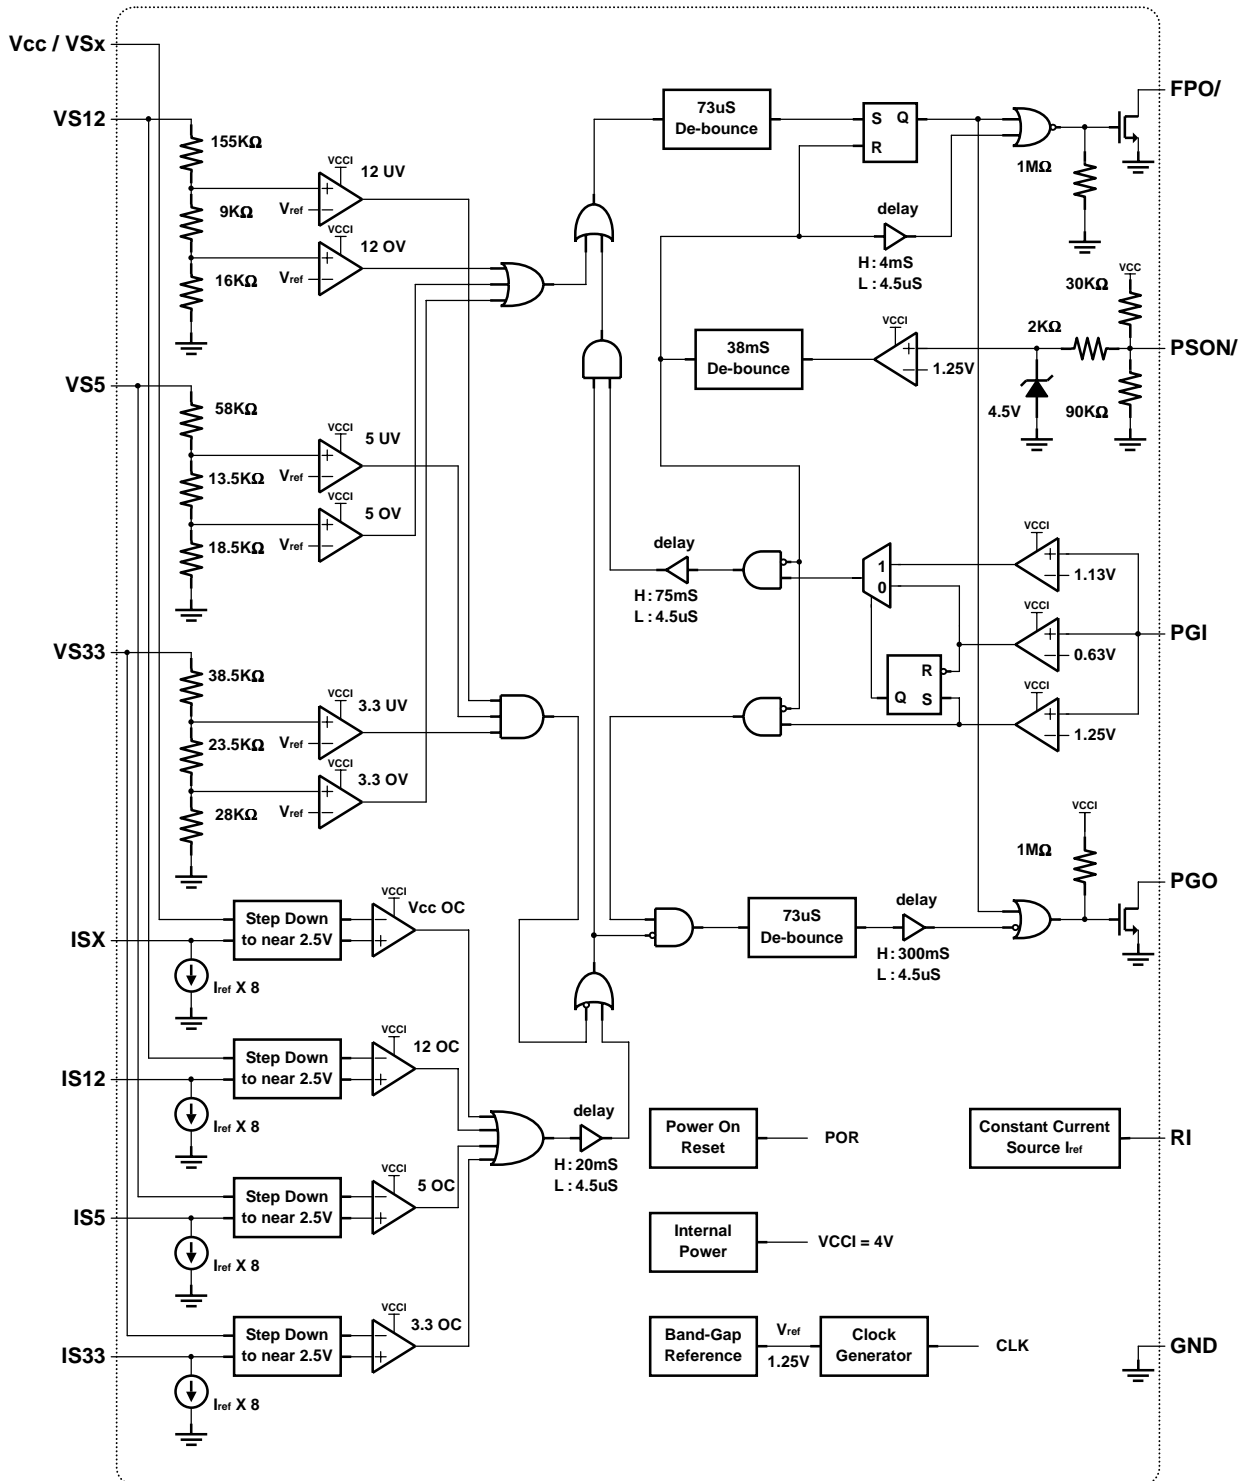 Vcc / VSx
FPO/
73uS
De-bounce
S
Q
R
VS12
155KΩ
VCCI
12 UV
+
Vref
−
1MΩ
9KΩ
VCCI
12 OV
+
Vref
−
16KΩ
delay
H : 4mS
L : 4.5uS
VCC
30KΩ
2KΩ
PSON/
38mS
De-bounce
VCCI
+
−
1.25V
4.5V
90KΩ
VS5
58KΩ
VCCI
5 UV
+
Vref
−
13.5KΩ
VCCI
5 OV
+
Vref
−
18.5KΩ
delay
H : 75mS
L : 4.5uS
1
0
VCCI
+
−
1.13V
VCCI
+
−
0.63V
PGI
R
Q
S
VCCI
+
−
1.25V
VS33
38.5KΩ
VCCI
3.3 UV
+
Vref
−
23.5KΩ
VCCI
3.3 OV
+
Vref
−
28KΩ
VCCI
1MΩ
PGO
73uS
De-bounce
delay
H : 300mS
L : 4.5uS
ISX
Step Down
to near 2.5V
VCCI
Vcc OC
−
+
Iref X 8
IS12
Step Down
to near 2.5V
VCCI
12 OC
−
+
Iref X 8
delay
H : 20mS
L : 4.5uS
Power On
Reset
POR
Constant Current
Source Iref
RI
IS5
Step Down
to near 2.5V
VCCI
5 OC
−
+
Iref X 8
Internal
Power
VCCI = 4V
IS33
Step Down
to near 2.5V
VCCI
3.3 OC
−
+
Iref X 8
Band-Gap
Reference
Vref
1.25V
Clock
Generator
CLK
GND